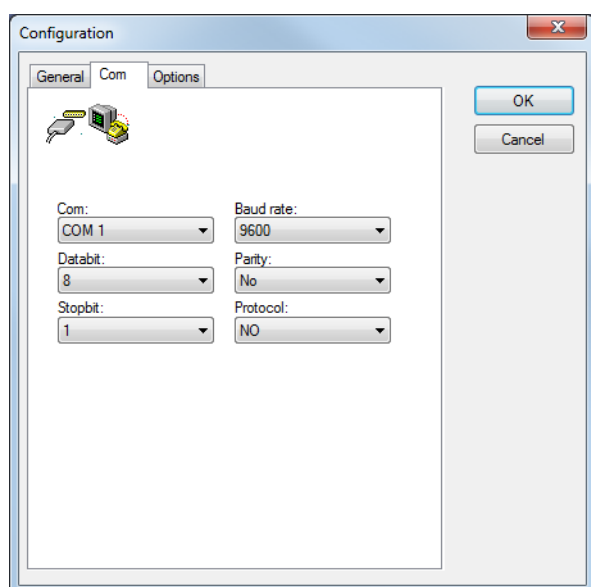 Configuration
General Com Options
OK
Cancel
Com: Baud rate:
COM 1 9600
Databit: Parity:
8 No
Stopbit: Protocol:
1 NO